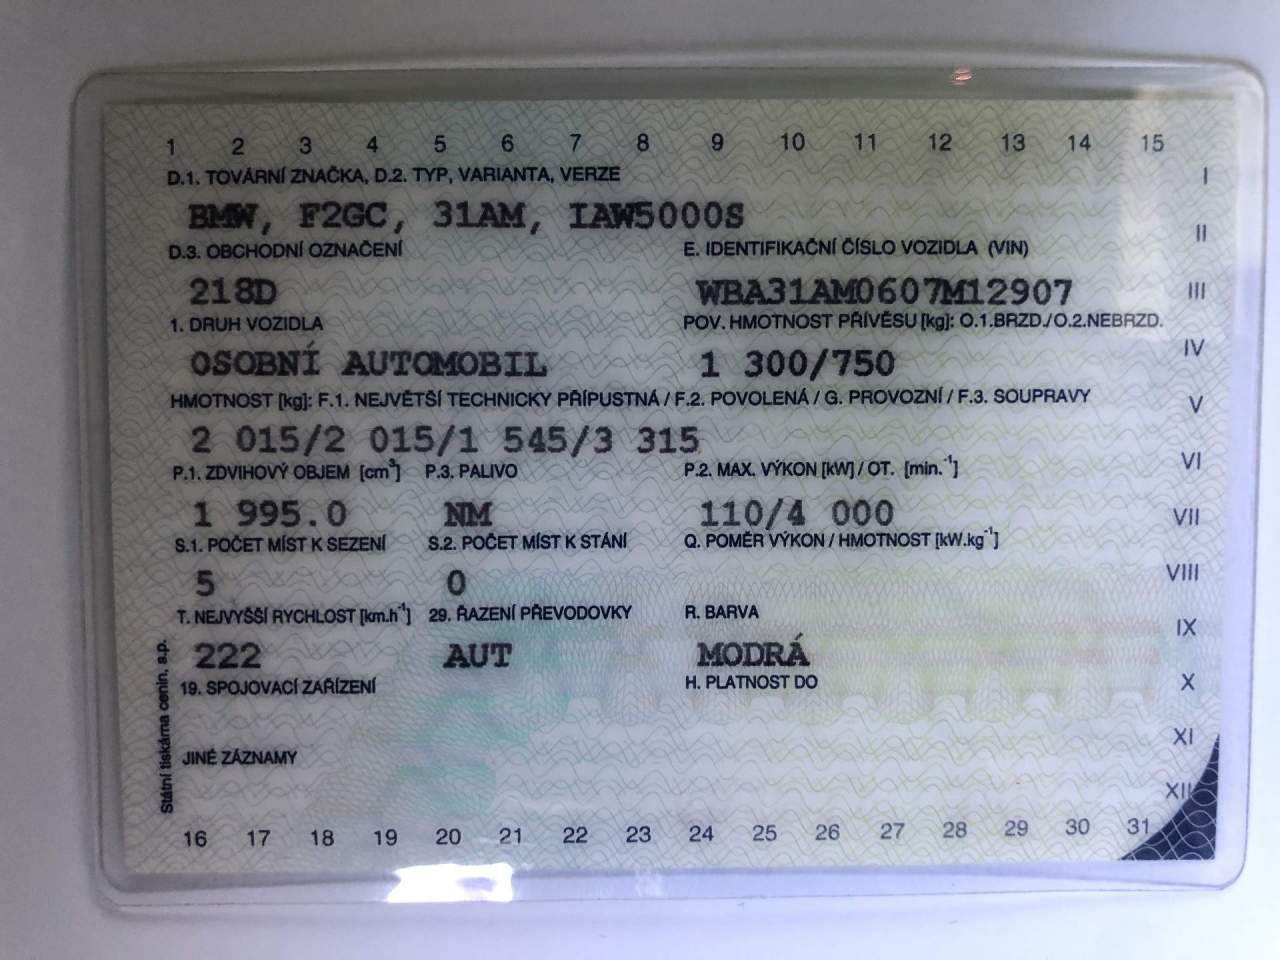 1 2 3 4 5 6 7 8 9 10 11 12 13 14 15
D.1. TOVÁRNÍ ZNAČKA, D.2. TYP, VARIANTA, VERZE
I
BMW, F2GC, 31AM, IAW5000S
II
D.3. OBCHODNÍ OZNAČENÍ E. IDENTIFIKAČNÍ ČÍSLO VOZIDLA (VIN)
218D WBA31AM0607M12907
III
1. DRUH VOZIDLA POV. HMOTNOST PŘÍVĚSU [kg]: O.1.BRZD./O.2.NEBRZD.
IV
OSOBNÍ AUTOMOBIL 1 300/750
HMOTNOST [kg]: F.1. NEJVĚTŠÍ TECHNICKY PŘÍPUSTNÁ / F.2. POVOLENÁ / G. PROVOZNÍ / F.3. SOUPRAVY
V
2 015/2 015/1 545/3 315
VI
P.1. ZDVIHOVÝ OBJEM [cm³] P.3. PALIVO P.2. MAX. VÝKON [kW] / OT. [min.⁻¹]
1 995.0 NM 110/4 000
VII
S.1. POČET MÍST K SEZENÍ S.2. POČET MÍST K STÁNÍ Q. POMĚR VÝKON / HMOTNOST [kW.kg⁻¹]
5 0
VIII
T. NEJVYŠŠÍ RYCHLOST [km.h⁻¹] 29. ŘAZENÍ PŘEVODOVKY R. BARVA
IX
222 AUT MODRÁ
19. SPOJOVACÍ ZAŘÍZENÍ H. PLATNOST DO
X
XI
JINÉ ZÁZNAMY
XII
Státní tiskárna cenin, s.p.
16 17 18 19 20 21 22 23 24 25 26 27 28 29 30 31